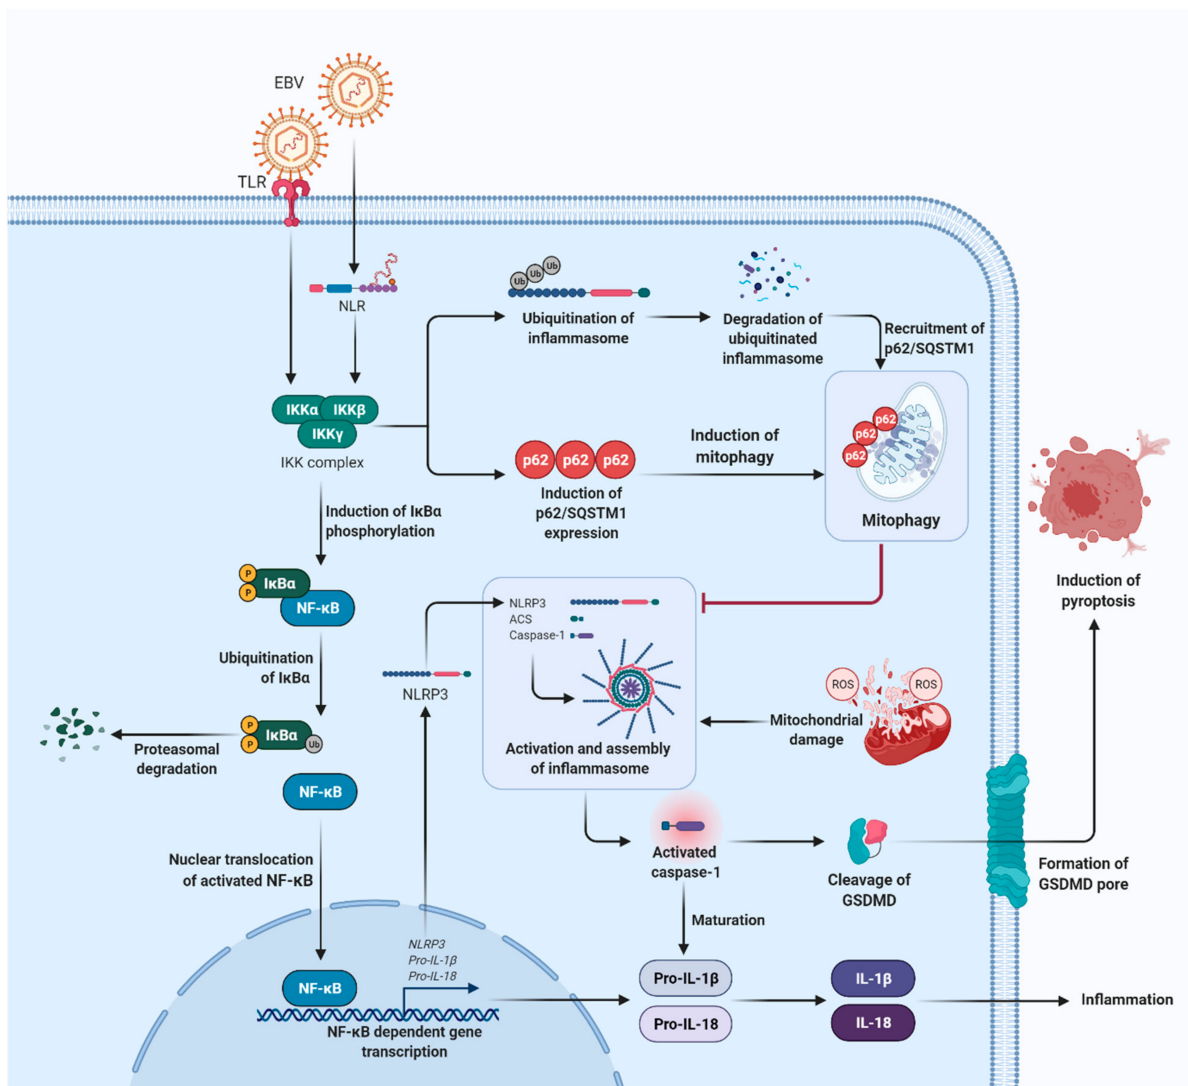 EBV
TLR
NLR
Ub
Ub
Ub
Ubiquitination of
inflammasome
Degradation of
ubiquitinated
inflammasome
Recruitment of
p62/SQSTM1
IKKα
IKKβ
IKKγ
IKK complex
p62
p62
p62
Induction of
p62/SQSTM1
expression
Induction of
mitophagy
p62
p62
p62
Mitophagy
Induction of IκBα
phosphorylation
P
P
IκBα
NF-κB
Ubiquitination
of IκBα
P
P
IκBα
Ub
Proteasomal
degradation
NF-κB
Nuclear translocation
of activated NF-κB
NLRP3
NLRP3
ACS
Caspase-1
Activation and assembly
of inflammasome
ROS
ROS
Mitochondrial
damage
Induction of
pyroptosis
Activated
caspase-1
Cleavage of
GSDMD
Formation of
GSDMD pore
Maturation
NLRP3
Pro-IL-1β
Pro-IL-18
NF-κB
NF-κB dependent gene
transcription
Pro-IL-1β
Pro-IL-18
IL-1β
IL-18
Inflammation